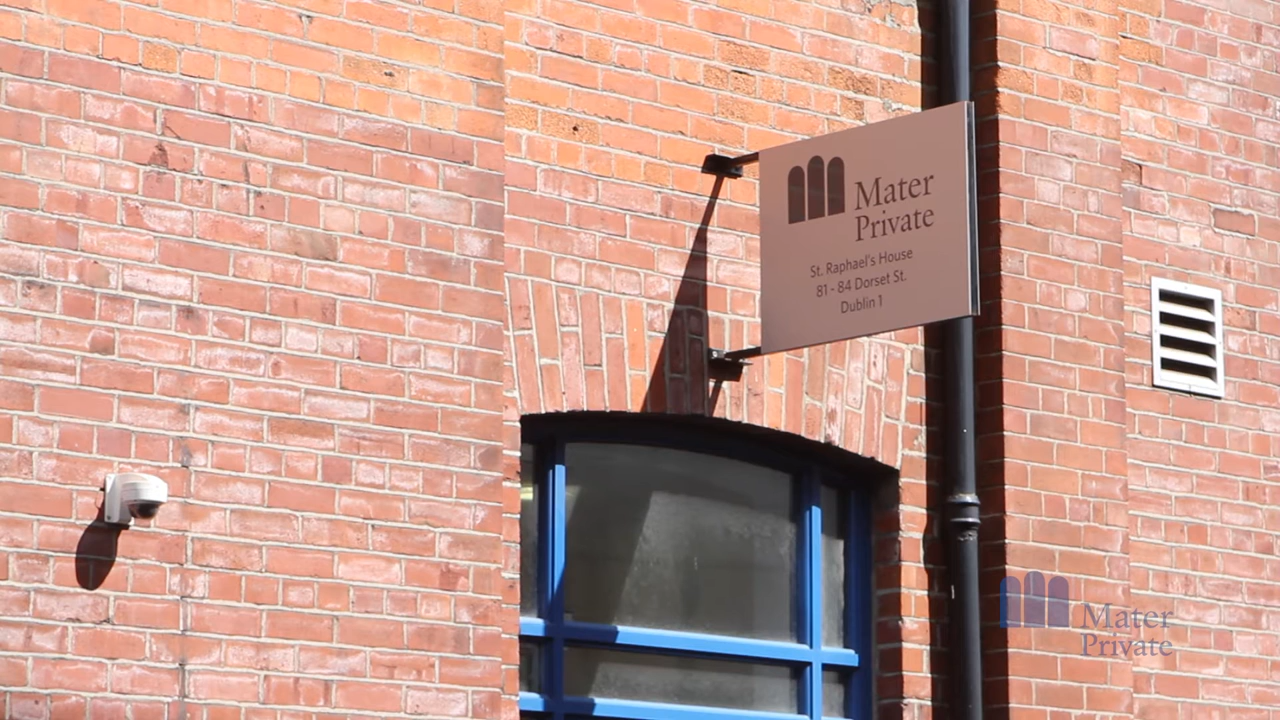 Mater
Private
St. Raphael's House
81 - 84 Dorset St.
Dublin 1
Mater
Private